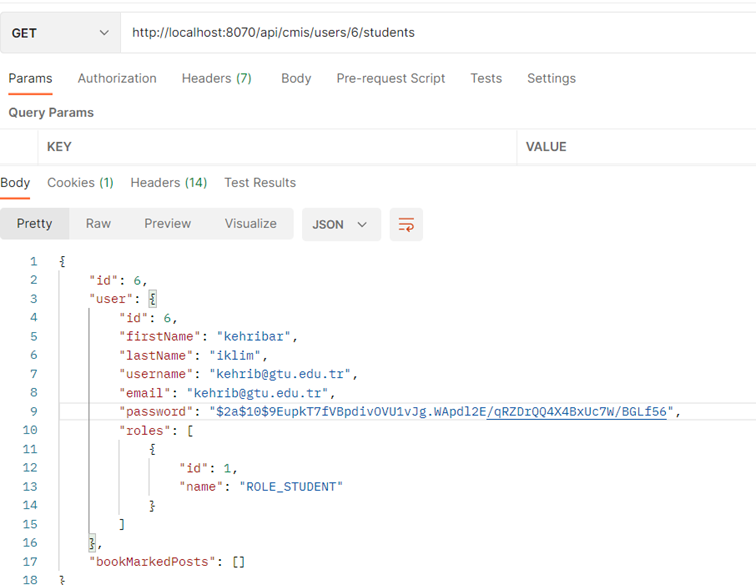 GET http://localhost:8070/api/cmis/users/6/students
Params Authorization Headers (7) Body Pre-request Script Tests Settings
Query Params
KEY VALUE
Body Cookies (1) Headers (14) Test Results
Pretty Raw Preview Visualize JSON
1 {
2 "id": 6,
3 "user": {
4 "id": 6,
5 "firstName": "kehribar",
6 "lastName": "iklim",
7 "username": "kehrib@gtu.edu.tr",
8 "email": "kehrib@gtu.edu.tr",
9 "password": "$2a$10$9EupkT7fVBpdivOVU1vJg.WApdl2E/qRZDrQQ4X4BxUc7W/BGLf56",
10 "roles": [
11 {
12 "id": 1,
13 "name": "ROLE_STUDENT"
14 }
15 ]
16 },
17 "bookMarkedPosts": []
18 }